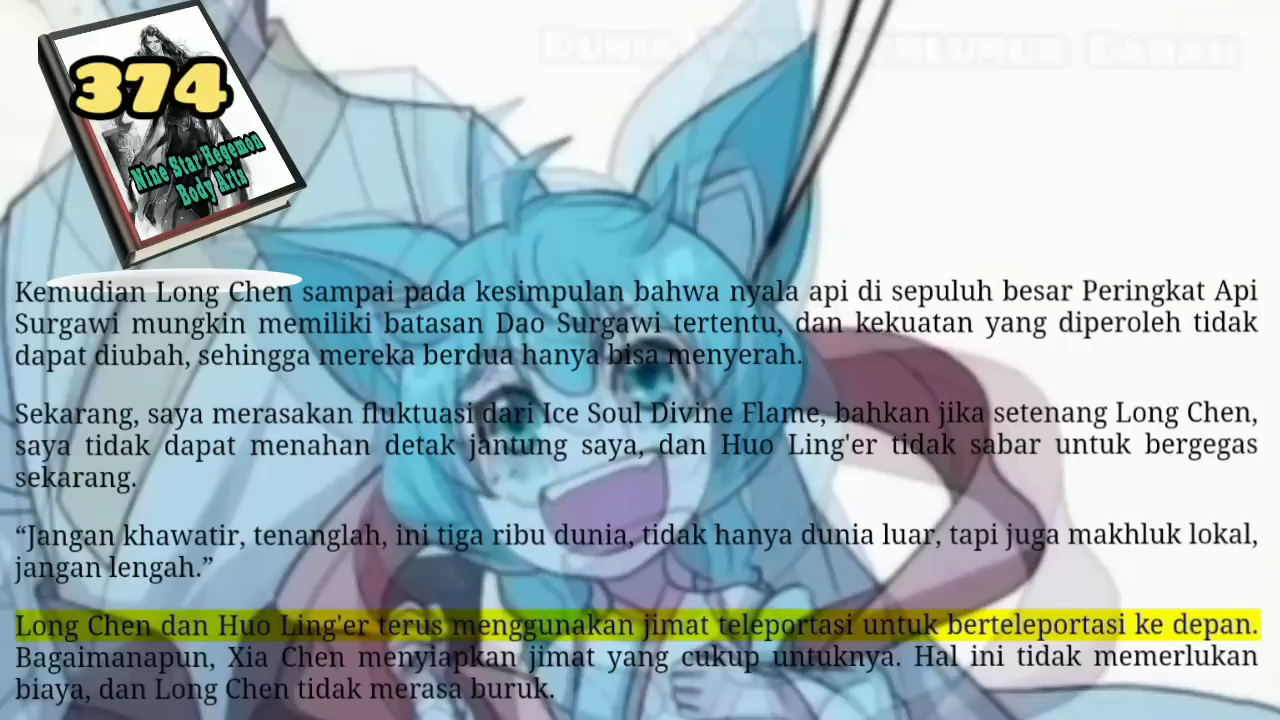 DUNIA YANG BERLUMUR DARAH
374
Nine Star Hegemon
Body Arts
Kemudian Long Chen sampai pada kesimpulan bahwa nyala api di sepuluh besar Peringkat Api
Surgawi mungkin memiliki batasan Dao Surgawi tertentu, dan kekuatan yang diperoleh tidak
dapat diubah, sehingga mereka berdua hanya bisa menyerah.
Sekarang, saya merasakan fluktuasi dari Ice Soul Divine Flame, bahkan jika setenang Long Chen,
saya tidak dapat menahan detak jantung saya, dan Huo Ling'er tidak sabar untuk bergegas
sekarang.
“Jangan khawatir, tenanglah, ini tiga ribu dunia, tidak hanya dunia luar, tapi juga makhluk lokal,
jangan lengah.”
Long Chen dan Huo Ling'er terus menggunakan jimat teleportasi untuk berteleportasi ke depan.
Bagaimanapun, Xia Chen menyiapkan jimat yang cukup untuknya. Hal ini tidak memerlukan
biaya, dan Long Chen tidak merasa buruk.